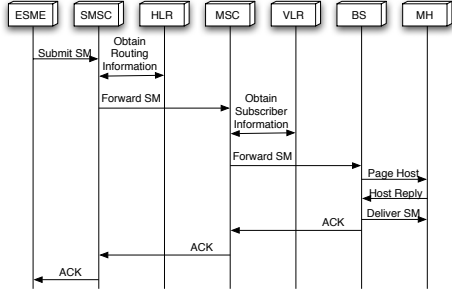 ESME SMSC HLR MSC VLR BS MH
Submit SM
Obtain
Routing
Information
Forward SM
Obtain
Subscriber
Information
Forward SM
Page Host
Host Reply
Deliver SM
ACK
ACK
ACK